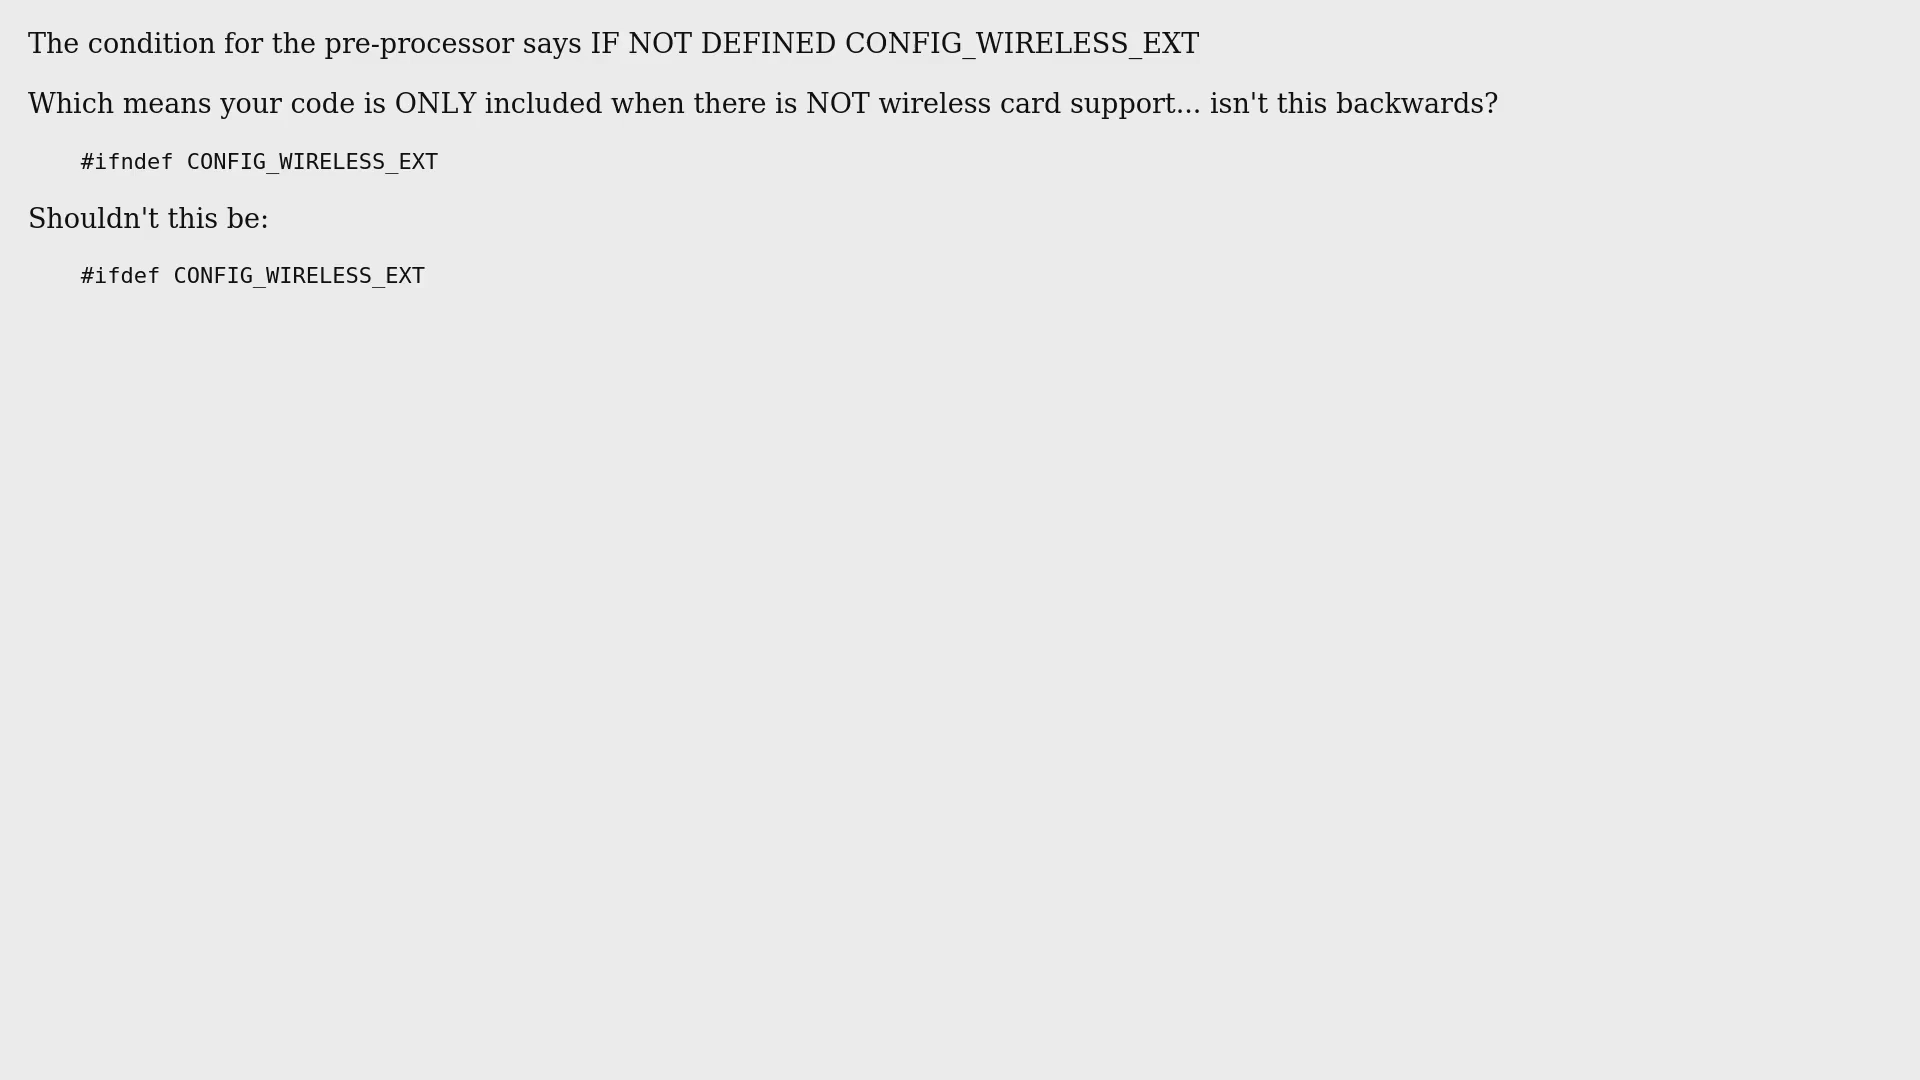 The condition for the pre-processor says IF NOT DEFINED CONFIG_WIRELESS_EXT
Which means your code is ONLY included when there is NOT wireless card support... isn't this backwards?
#ifndef CONFIG_WIRELESS_EXT
Shouldn't this be:
#ifdef CONFIG_WIRELESS_EXT